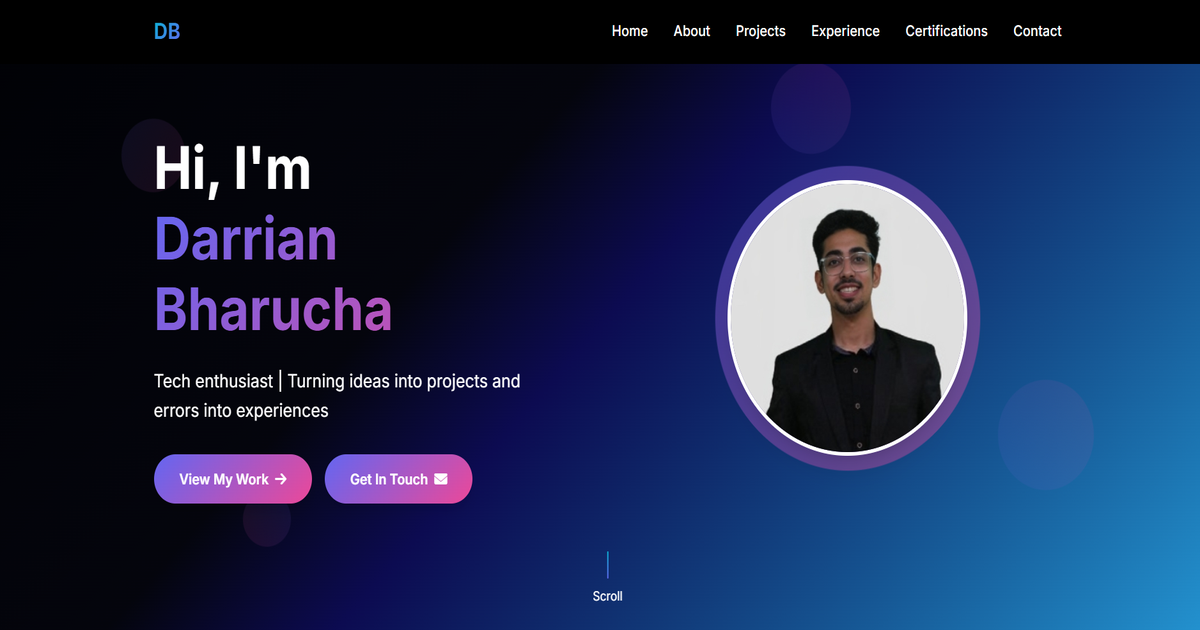 DB
Home About Projects Experience Certifications Contact
Hi, I'm
Darrian
Bharucha
Tech enthusiast | Turning ideas into projects and
errors into experiences
View My Work
Get In Touch
Scroll